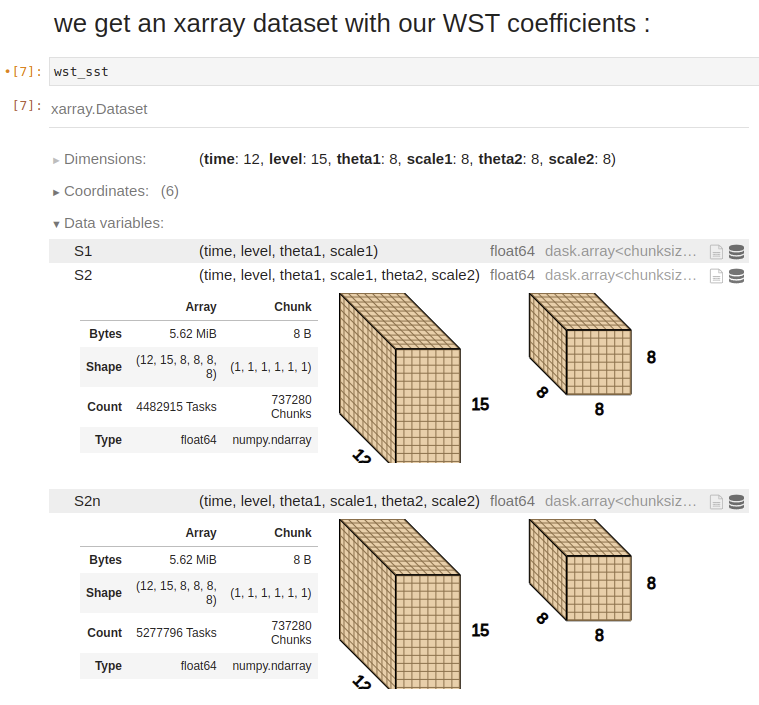 we get an xarray dataset with our WST coefficients :
•[7]: wst_sst
[7]: xarray.Dataset
► Dimensions: (time: 12, level: 15, theta1: 8, scale1: 8, theta2: 8, scale2: 8)
► Coordinates: (6)
▼ Data variables:
S1 (time, level, theta1, scale1) float64 dask.array<chunksiz…
S2 (time, level, theta1, scale1, theta2, scale2) float64 dask.array<chunksiz…
Array Chunk
Bytes 5.62 MiB 8 B
Shape (12, 15, 8, 8, 8, 8) (1, 1, 1, 1, 1, 1)
Count 4482915 Tasks 737280 Chunks
Type float64 numpy.ndarray
12 15
8 8 8
S2n (time, level, theta1, scale1, theta2, scale2) float64 dask.array<chunksiz…
Array Chunk
Bytes 5.62 MiB 8 B
Shape (12, 15, 8, 8, 8, 8) (1, 1, 1, 1, 1, 1)
Count 5277796 Tasks 737280 Chunks
Type float64 numpy.ndarray
12 15
8 8 8